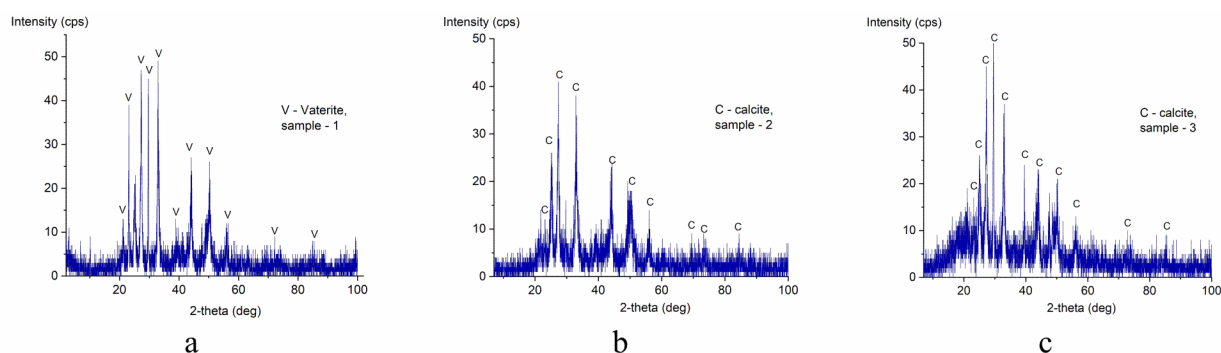 Intensity (cps)
50
40
30
20
10
0
20
40
60
80
100
2-theta (deg)
V
V
V
V
V
V
V
V
V
V
V
V - Vaterite,
sample - 1
a
Intensity (cps)
50
40
30
20
10
0
20
40
60
80
100
2-theta (deg)
C
C
C
C
C
C
C
C
C
C
C - calcite,
sample - 2
b
Intensity (cps)
50
40
30
20
10
0
20
40
60
80
100
2-theta (deg)
C
C
C
C
C
C
C
C
C
C
C
C - calcite,
sample - 3
c